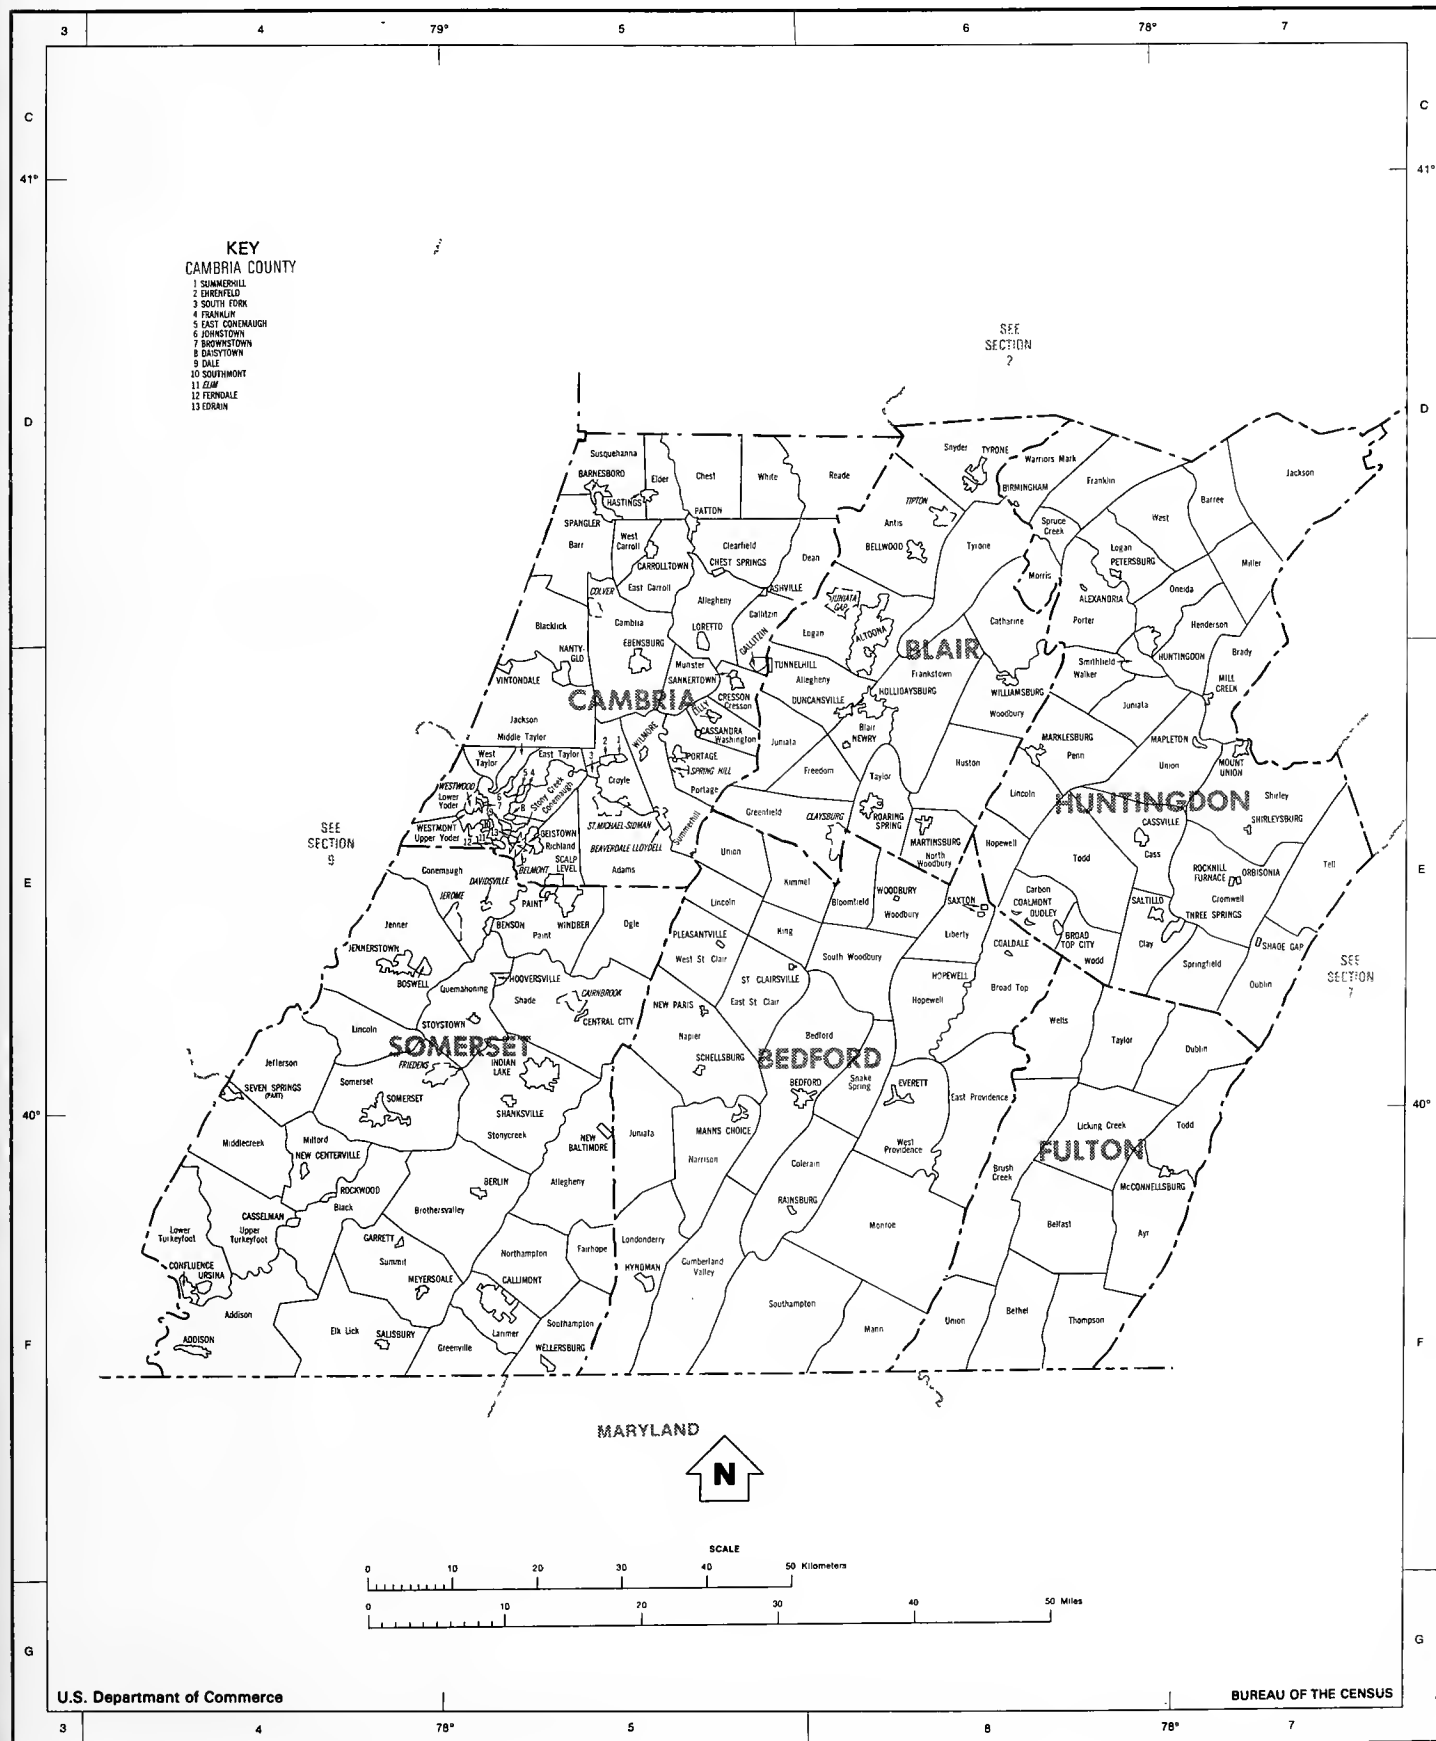 3 4 79° 5 6 78° 7
C C
41° 41°
KEY
CAMBRIA COUNTY
1 SUMMERHILL
2 EHRENFELD
3 SOUTH FORK
4 FRANKLIN
5 EAST CONEMAUGH
6 JOHNSTOWN
7 BROWNSTOWN
8 DAISYTOWN
9 DALE
10 SOUTHMONT
11 ELIM
12 FERNDALE
13 EDRAIN
SEE
SECTION
2
D D
Susquehanna
BARNESBORO
Elder
HASTINGS
Chest
White
Reade
PATTON
SPANGLER
Barr
West
Carroll
CARROLLTOWN
Clearfield
CHEST SPRINGS
Dean
ASHVILLE
COLVER
East Carroll
Allegheny
Callitzin
Blacklick
Cambria
EBENSBURG
LORETTO
GALLITZIN
NANTY-
GLO
Munster
SANKERTOWN
TUNNELHILL
VINTONDALE
CAMBRIA
CRESSON
Cresson
LILLY
CASSANDRA
Washington
Jackson
Middle Taylor
West
Taylor
East Taylor
WILMORE
PORTAGE
SPRING HILL
Portage
5 4
3
2
1
Croyle
Stony Creek
Conemaugh
WESTWOOD
Lower
Yoder
6
7
8
9
10
13
11
12
WESTMONT
Upper Yoder
GEISTOWN
Richland
ST. MICHAEL-SIDMAN
Summerhill
BEAVERDALE LLOYDELL
BELMONT
SCALP
LEVEL
Adams
Snyder
TYRONE
Warriors Mark
BIRMINGHAM
TIPTON
Antis
BELLWOOD
Tyrone
JUNIATA
GAP
Logan
ALTOONA
Catharine
BLAIR
Frankstown
Allegheny
DUNCANSVILLE
HOLLIDAYSBURG
WILLIAMSBURG
Woodbury
Blair
NEWRY
Juniata
Freedom
Taylor
Huston
Greenfield
CLAYSBURG
ROARING
SPRING
MARTINSBURG
North
Woodbury
Franklin
Jackson
Barree
West
Spruce
Creek
Logan
PETERSBURG
Miller
Morris
ALEXANDRIA
Oneida
Porter
Henderson
HUNTINGDON
Smithfield
Walker
Brady
MILL
CREEK
Juniata
MARKLESBURG
Penn
MAPLETON
Union
MOUNT
UNION
Lincoln
HUNTINGDON
Shirley
SHIRLEYSBURG
CASSVILLE
Cass
Hopewell
Todd
Tell
ROCKHILL
FURNACE
ORBISONIA
Cromwell
Carbon
COALMONT
DUDLEY
SALTILLO
THREE SPRINGS
BROAD
TOP CITY
Wodd
Clay
Springfield
SHADE GAP
Dublin
SEE
SECTION
9
E E
SEE
SECTION
7
Conemaugh
DAVIDSVILLE
JEROME
Jenner
BENSON
PAINT
WINDBER
Paint
Ogle
JENNERSTOWN
BOSWELL
Quemahoning
HOOVERSVILLE
Shade
CAIRNBROOK
CENTRAL CITY
STOYSTOWN
Lincoln
SOMERSET
Jefferson
FRIEDENS
INDIAN
LAKE
SEVEN SPRINGS
(PART)
Somerset
SOMERSET
SHANKSVILLE
Stonycreek
Middlecreek
Milford
NEW CENTERVILLE
NEW
BALTIMORE
ROCKWOOD
Black
BERLIN
Allegheny
Brothersvalley
CASSELMAN
Lower
Turkeyfoot
Upper
Turkeyfoot
GARRETT
Summit
Northampton
Fairhope
CONFLUENCE
URSINA
MEYERSDALE
CALLIMONT
Addison
ADDISON
Elk Lick
SALISBURY
Greenville
Larimer
Southampton
WELLERSBURG
Union
Kimmel
Lincoln
King
Bloomfield
WOODBURY
Woodbury
SAXTON
Liberty
COALDALE
PLEASANTVILLE
West St Clair
South Woodbury
ST CLAIRSVILLE
East St Clair
HOPEWELL
Hopewell
Broad Top
NEW PARIS
Napier
Bedford
SCHELLSBURG
BEDFORD
BEDFORD
Snake
Spring
EVERETT
East Providence
MANNS CHOICE
Juniata
Harrison
Colerain
West
Providence
RAINSBURG
Monroe
Londonderry
HYNDMAN
Cumberland
Valley
Southampton
Mann
Wells
Taylor
Dublin
Licking Creek
Todd
FULTON
McCONNELLSBURG
Brush
Creek
Belfast
Ayr
Union
Bethel
Thompson
40° 40°
F F
MARYLAND
N
SCALE
0 10 20 30 40 50 Kilometers
0 10 20 30 40 50 Miles
G G
U.S. Department of Commerce
BUREAU OF THE CENSUS
3 4 78° 5 8 78° 7